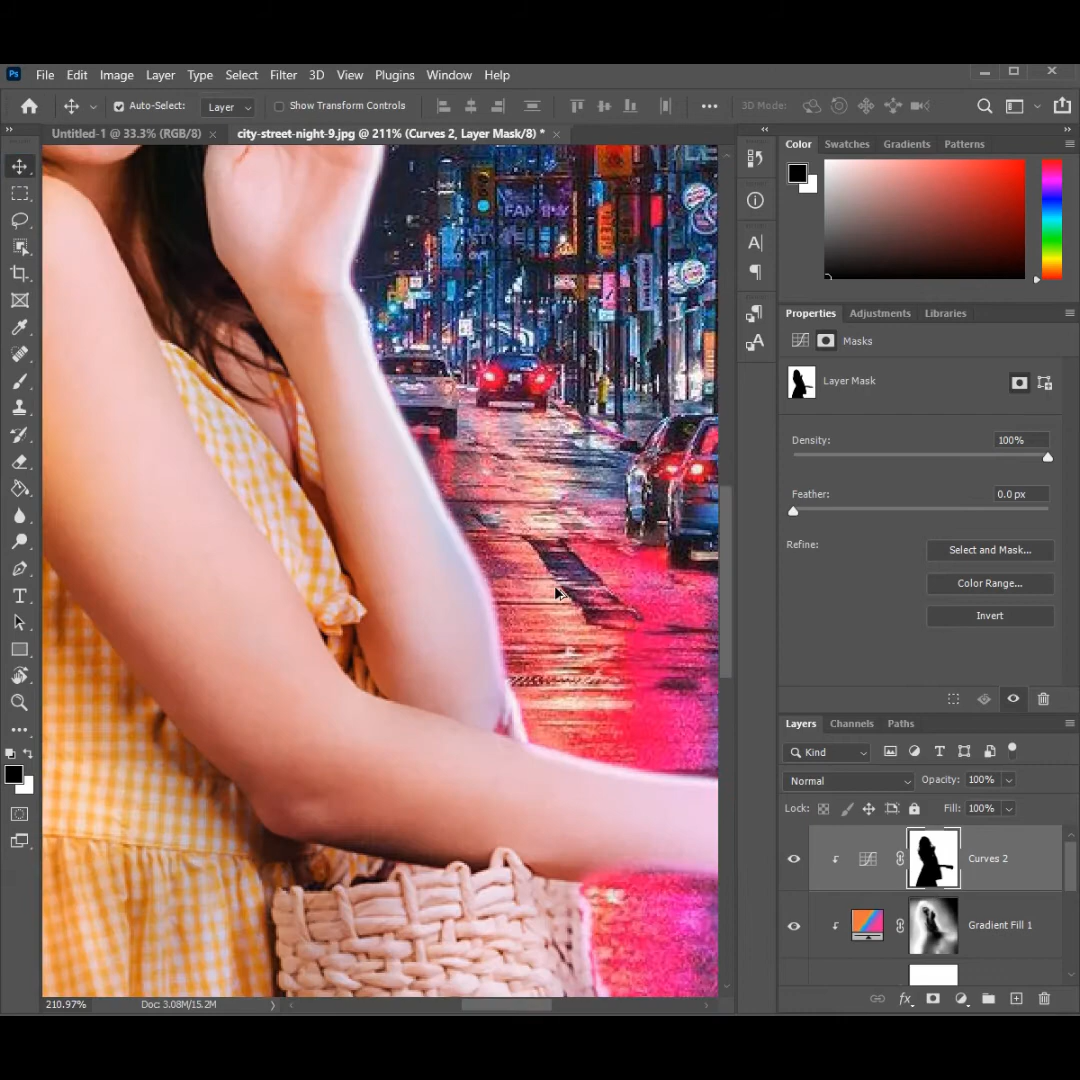 Ps File Edit Image Layer Type Select Filter 3D View Plugins Window Help
Auto-Select: Layer Show Transform Controls 3D Mode:
Untitled-1 @ 33.3% (RGB/8) × city-street-night-9.jpg @ 211% (Curves 2, Layer Mask/8) * ×
Color Swatches Gradients Patterns
FAMILY
Properties Adjustments Libraries
Masks
Layer Mask
Density: 100%
Feather: 0.0 px
Refine: Select and Mask...
Color Range...
Invert
Layers Channels Paths
Kind
Normal Opacity: 100%
Lock: Fill: 100%
Curves 2
Gradient Fill 1
210.97% Doc: 3.08M/15.2M
fx